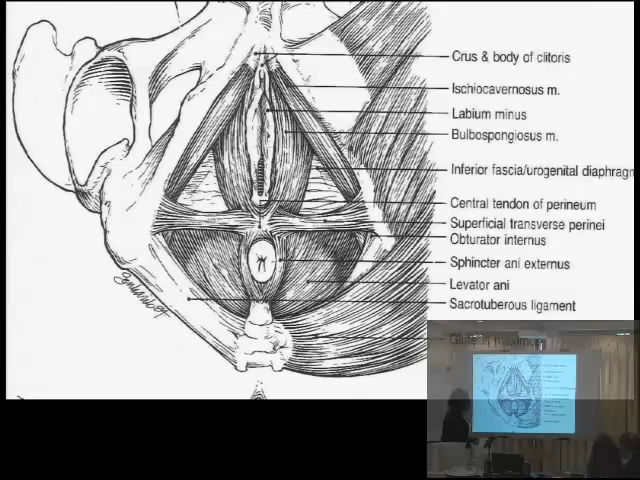 Crus & body of clitoris
Ischiocavernosus m.
Labium minus
Bulbospongiosus m.
Inferior fascia/urogenital diaphragm
Central tendon of perineum
Superficial transverse perinei
Obturator internus
Sphincter ani externus
Levator ani
Sacrotuberous ligament
Gluteus maximus